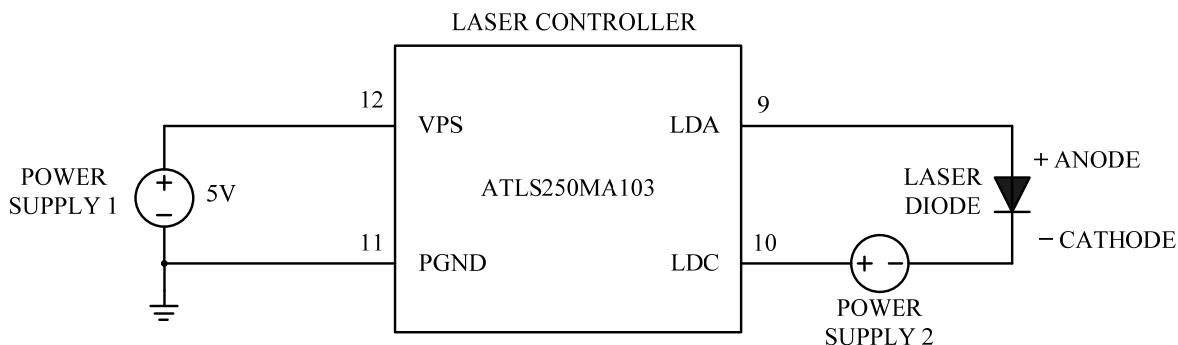 LASER CONTROLLER
12
VPS
LDA
9
POWER
SUPPLY 1
+
−
5V
ATLS250MA103
LASER
DIODE
+ ANODE
− CATHODE
11
PGND
LDC
10
+ −
POWER
SUPPLY 2